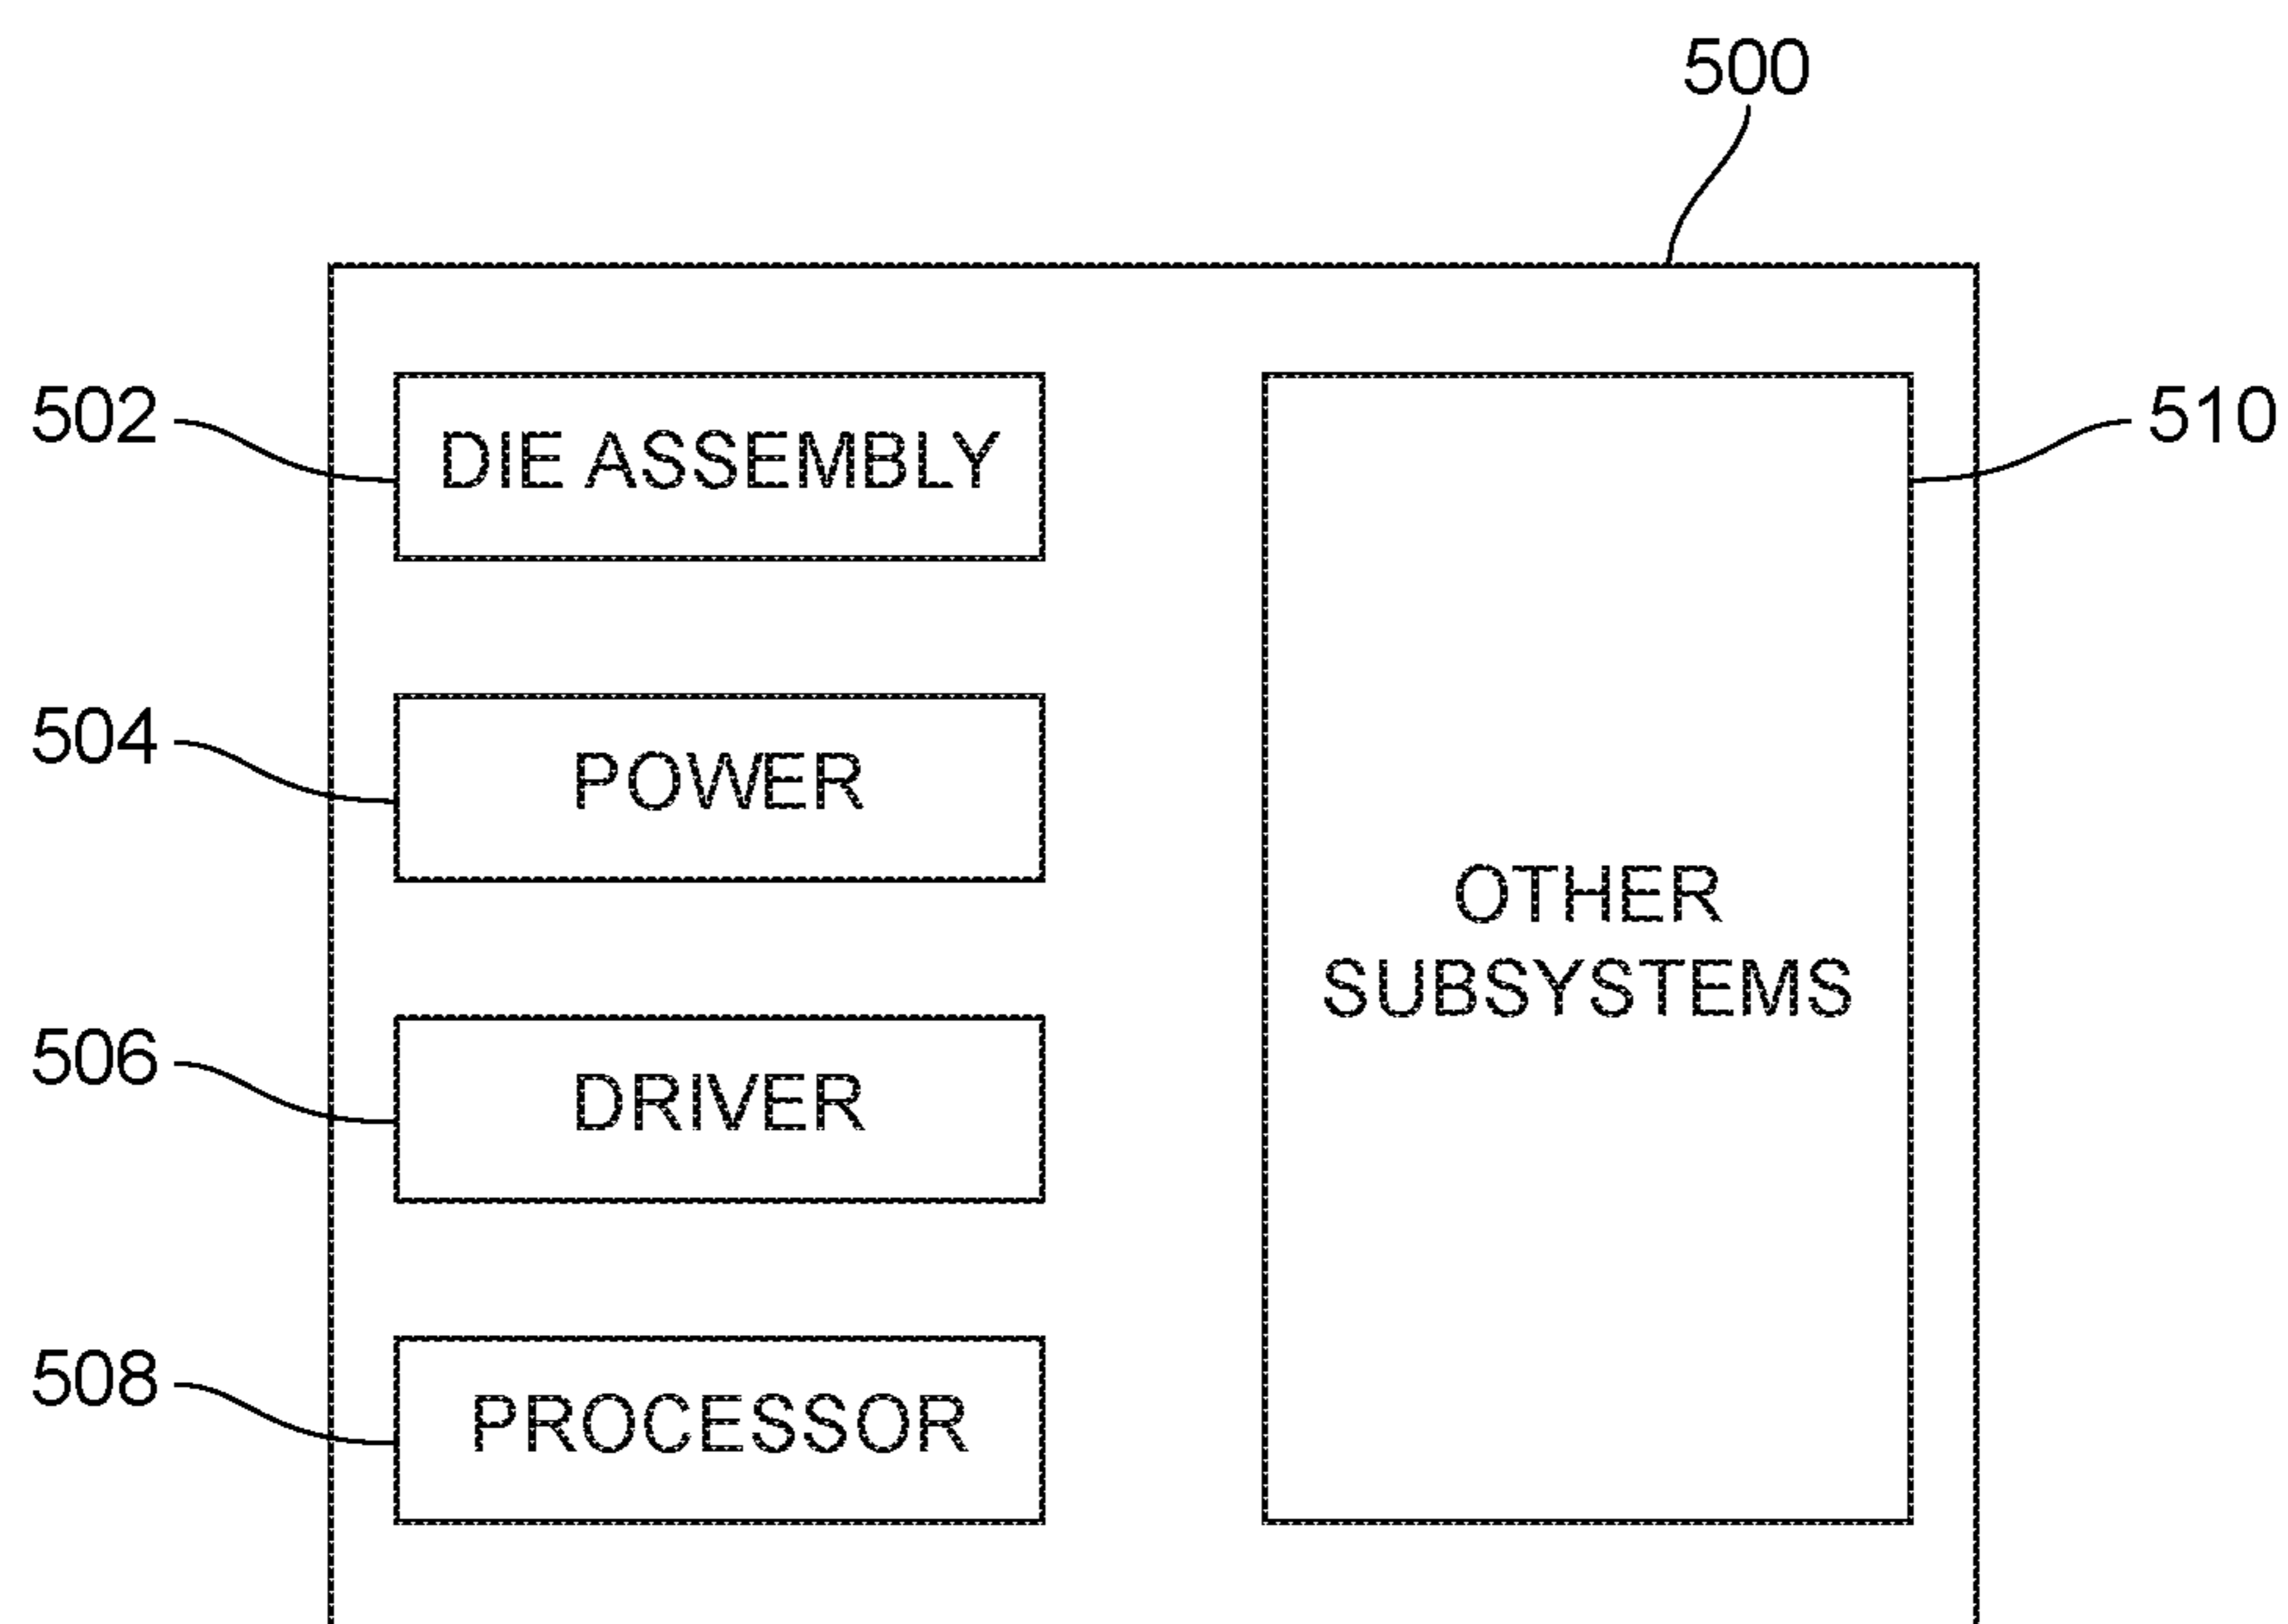 500
502
DIE ASSEMBLY
510
504
POWER
OTHER
SUBSYSTEMS
506
DRIVER
508
PROCESSOR